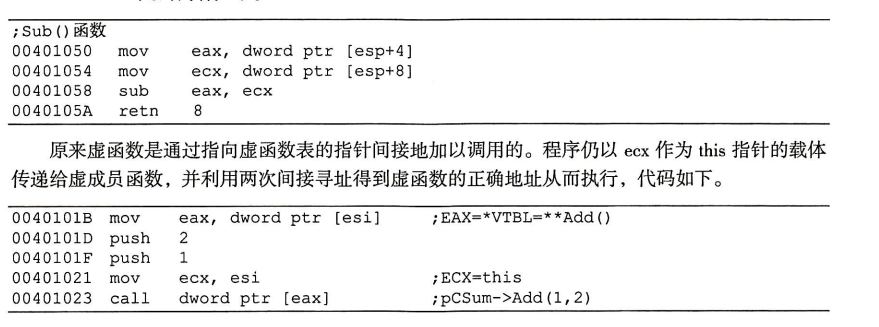 ;Sub()函数
00401050 mov eax, dword ptr [esp+4]
00401054 mov ecx, dword ptr [esp+8]
00401058 sub eax, ecx
0040105A retn 8
原来虚函数是通过指向虚函数表的指针间接地加以调用的。程序仍以 ecx 作为 this 指针的载体
传递给虚成员函数，并利用两次间接寻址得到虚函数的正确地址从而执行，代码如下。
0040101B mov eax, dword ptr [esi] ;EAX=*VTBL=**Add()
0040101D push 2
0040101F push 1
00401021 mov ecx, esi ;ECX=this
00401023 call dword ptr [eax] ;pCSum->Add(1,2)